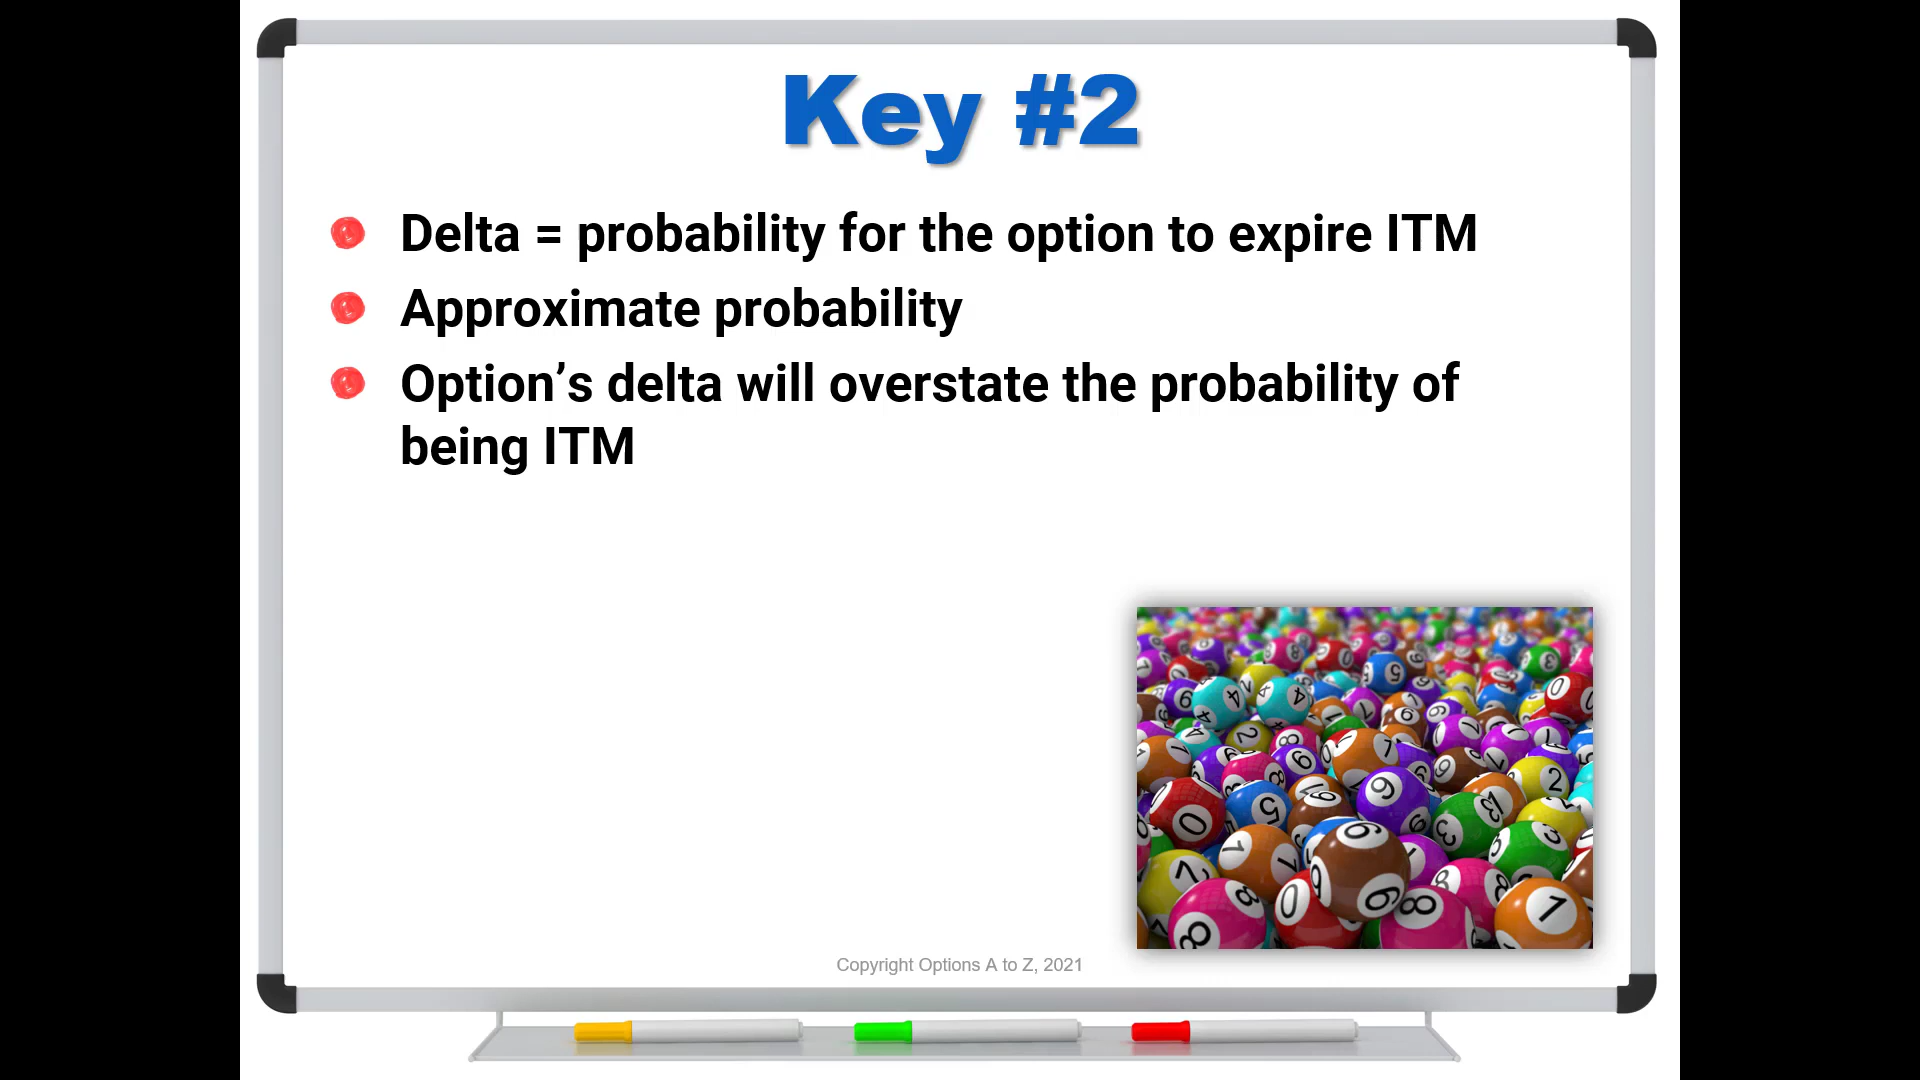 Key #2
Delta = probability for the option to expire ITM
Approximate probability
Option’s delta will overstate the probability of
being ITM
Copyright Options A to Z, 2021